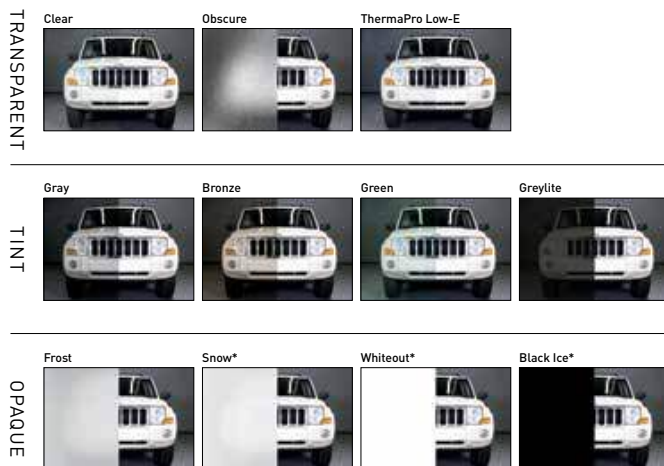 TRANSPARENT
Clear
Obscure
ThermaPro Low-E
TINT
Gray
Bronze
Green
Greylite
OPAQUE
Frost
Snow*
Whiteout*
Black Ice*